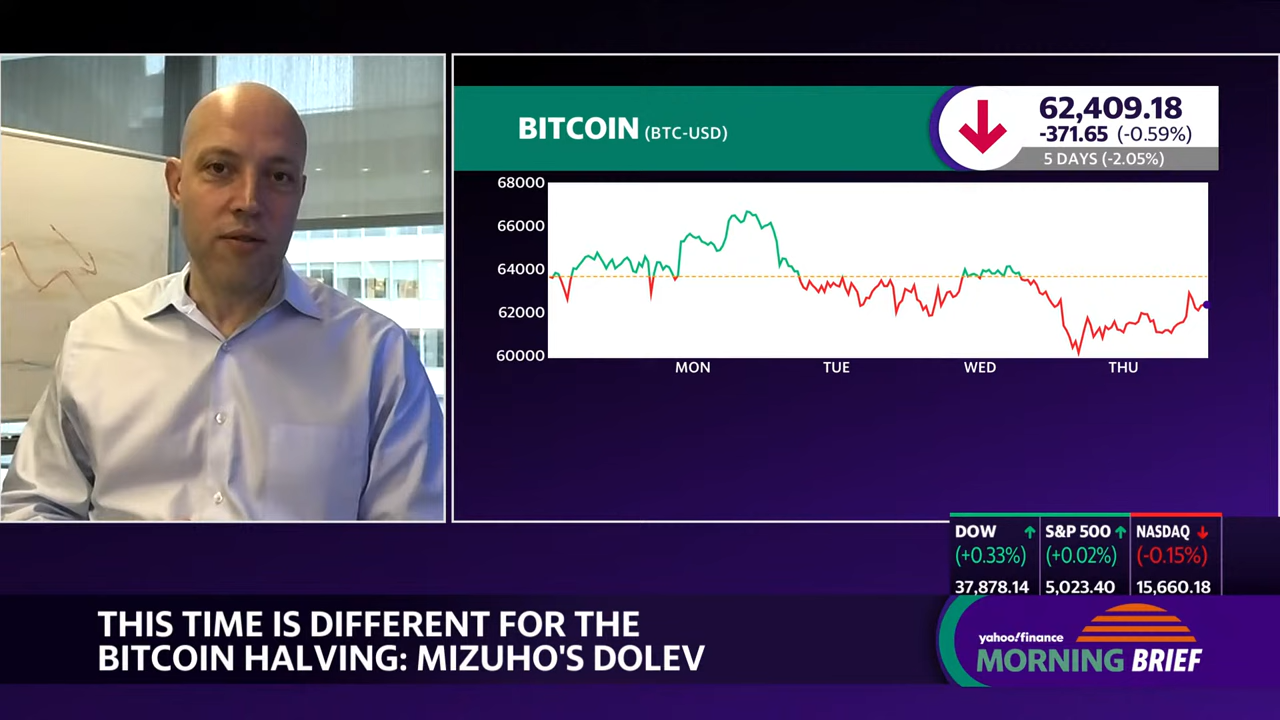 BITCOIN (BTC-USD)
62,409.18
-371.65 (-0.59%)
5 DAYS (-2.05%)
68000
66000
64000
62000
60000
MON TUE WED THU
DOW S&P 500 NASDAQ
(+0.33%) (+0.02%) (-0.15%)
37,878.14 5,023.40 15,660.18
THIS TIME IS DIFFERENT FOR THE
BITCOIN HALVING: MIZUHO'S DOLEV
yahoo!finance
MORNING BRIEF